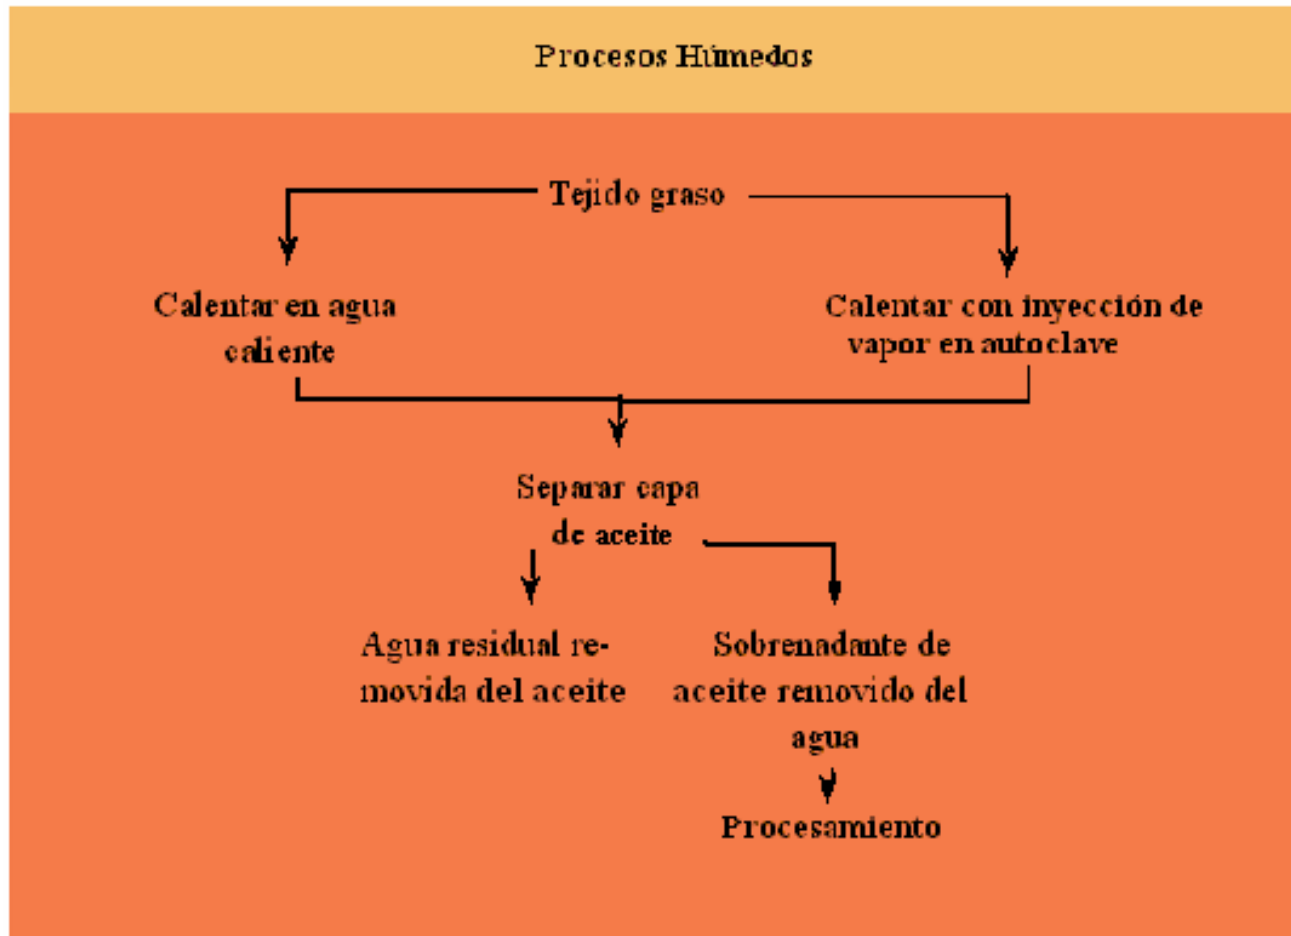 Procesos Húmedos
Tejido graso
Calentar en agua
caliente
Calentar con inyección de
vapor en autoclave
Separar capa
de aceite
Agua residual re-
movida del aceite
Sobrenadante de
aceite removido del
agua
Procesamiento